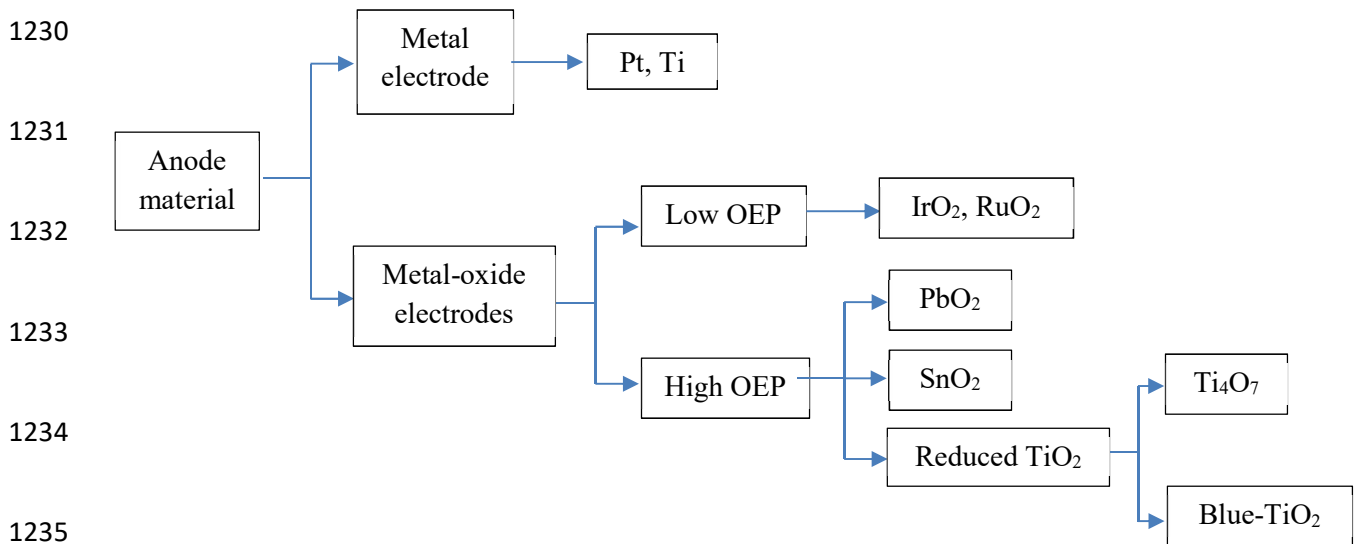 1230
Metal
electrode
Pt, Ti
1231
Anode
material
Low OEP
IrO₂, RuO₂
1232
Metal-oxide
electrodes
PbO₂
1233
High OEP
SnO₂
Ti₄O₇
1234
Reduced TiO₂
Blue-TiO₂
1235